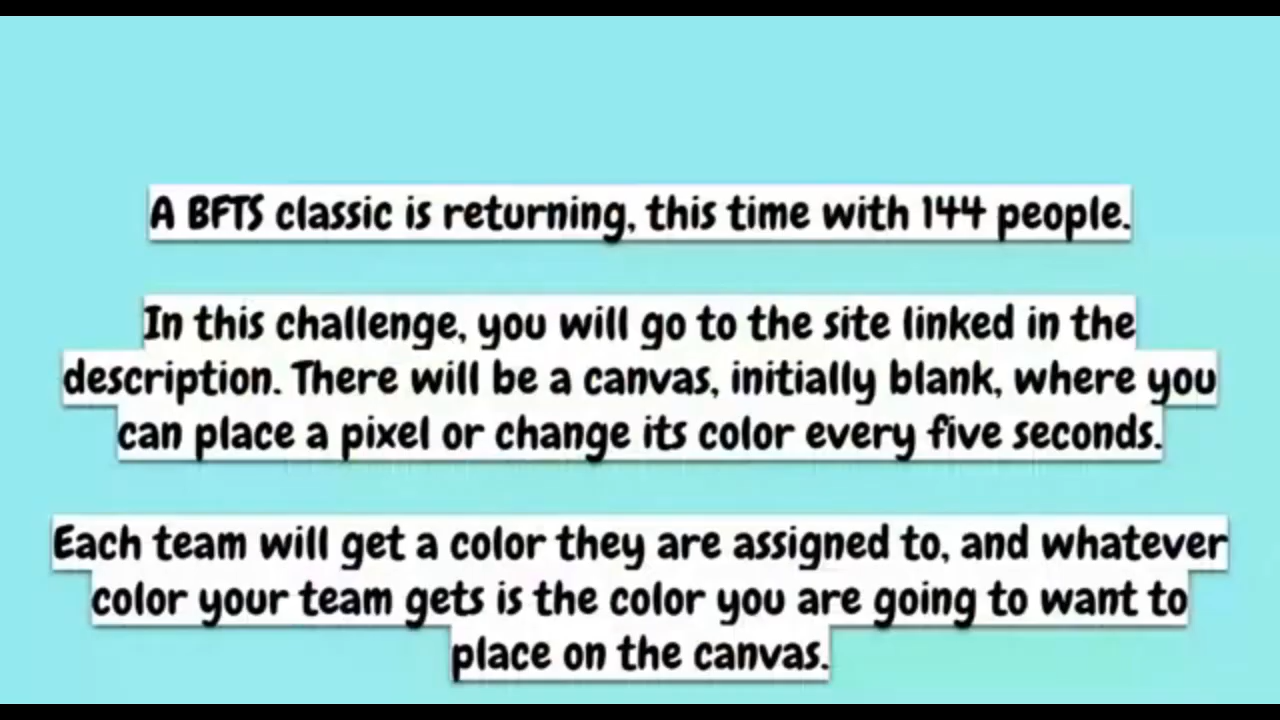 A BFTS classic is returning, this time with 144 people.
In this challenge, you will go to the site linked in the
description. There will be a canvas, initially blank, where you
can place a pixel or change its color every five seconds.
Each team will get a color they are assigned to, and whatever
color your team gets is the color you are going to want to
place on the canvas.